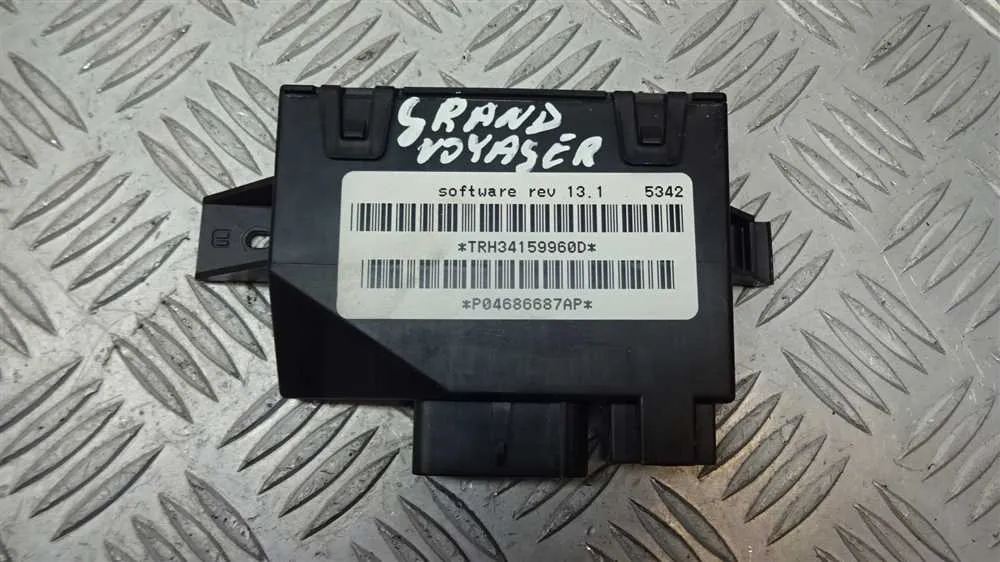 GRAND
VOYAGER
software rev 13.1 5342
*TRH34159960D*
*P04686687AP*